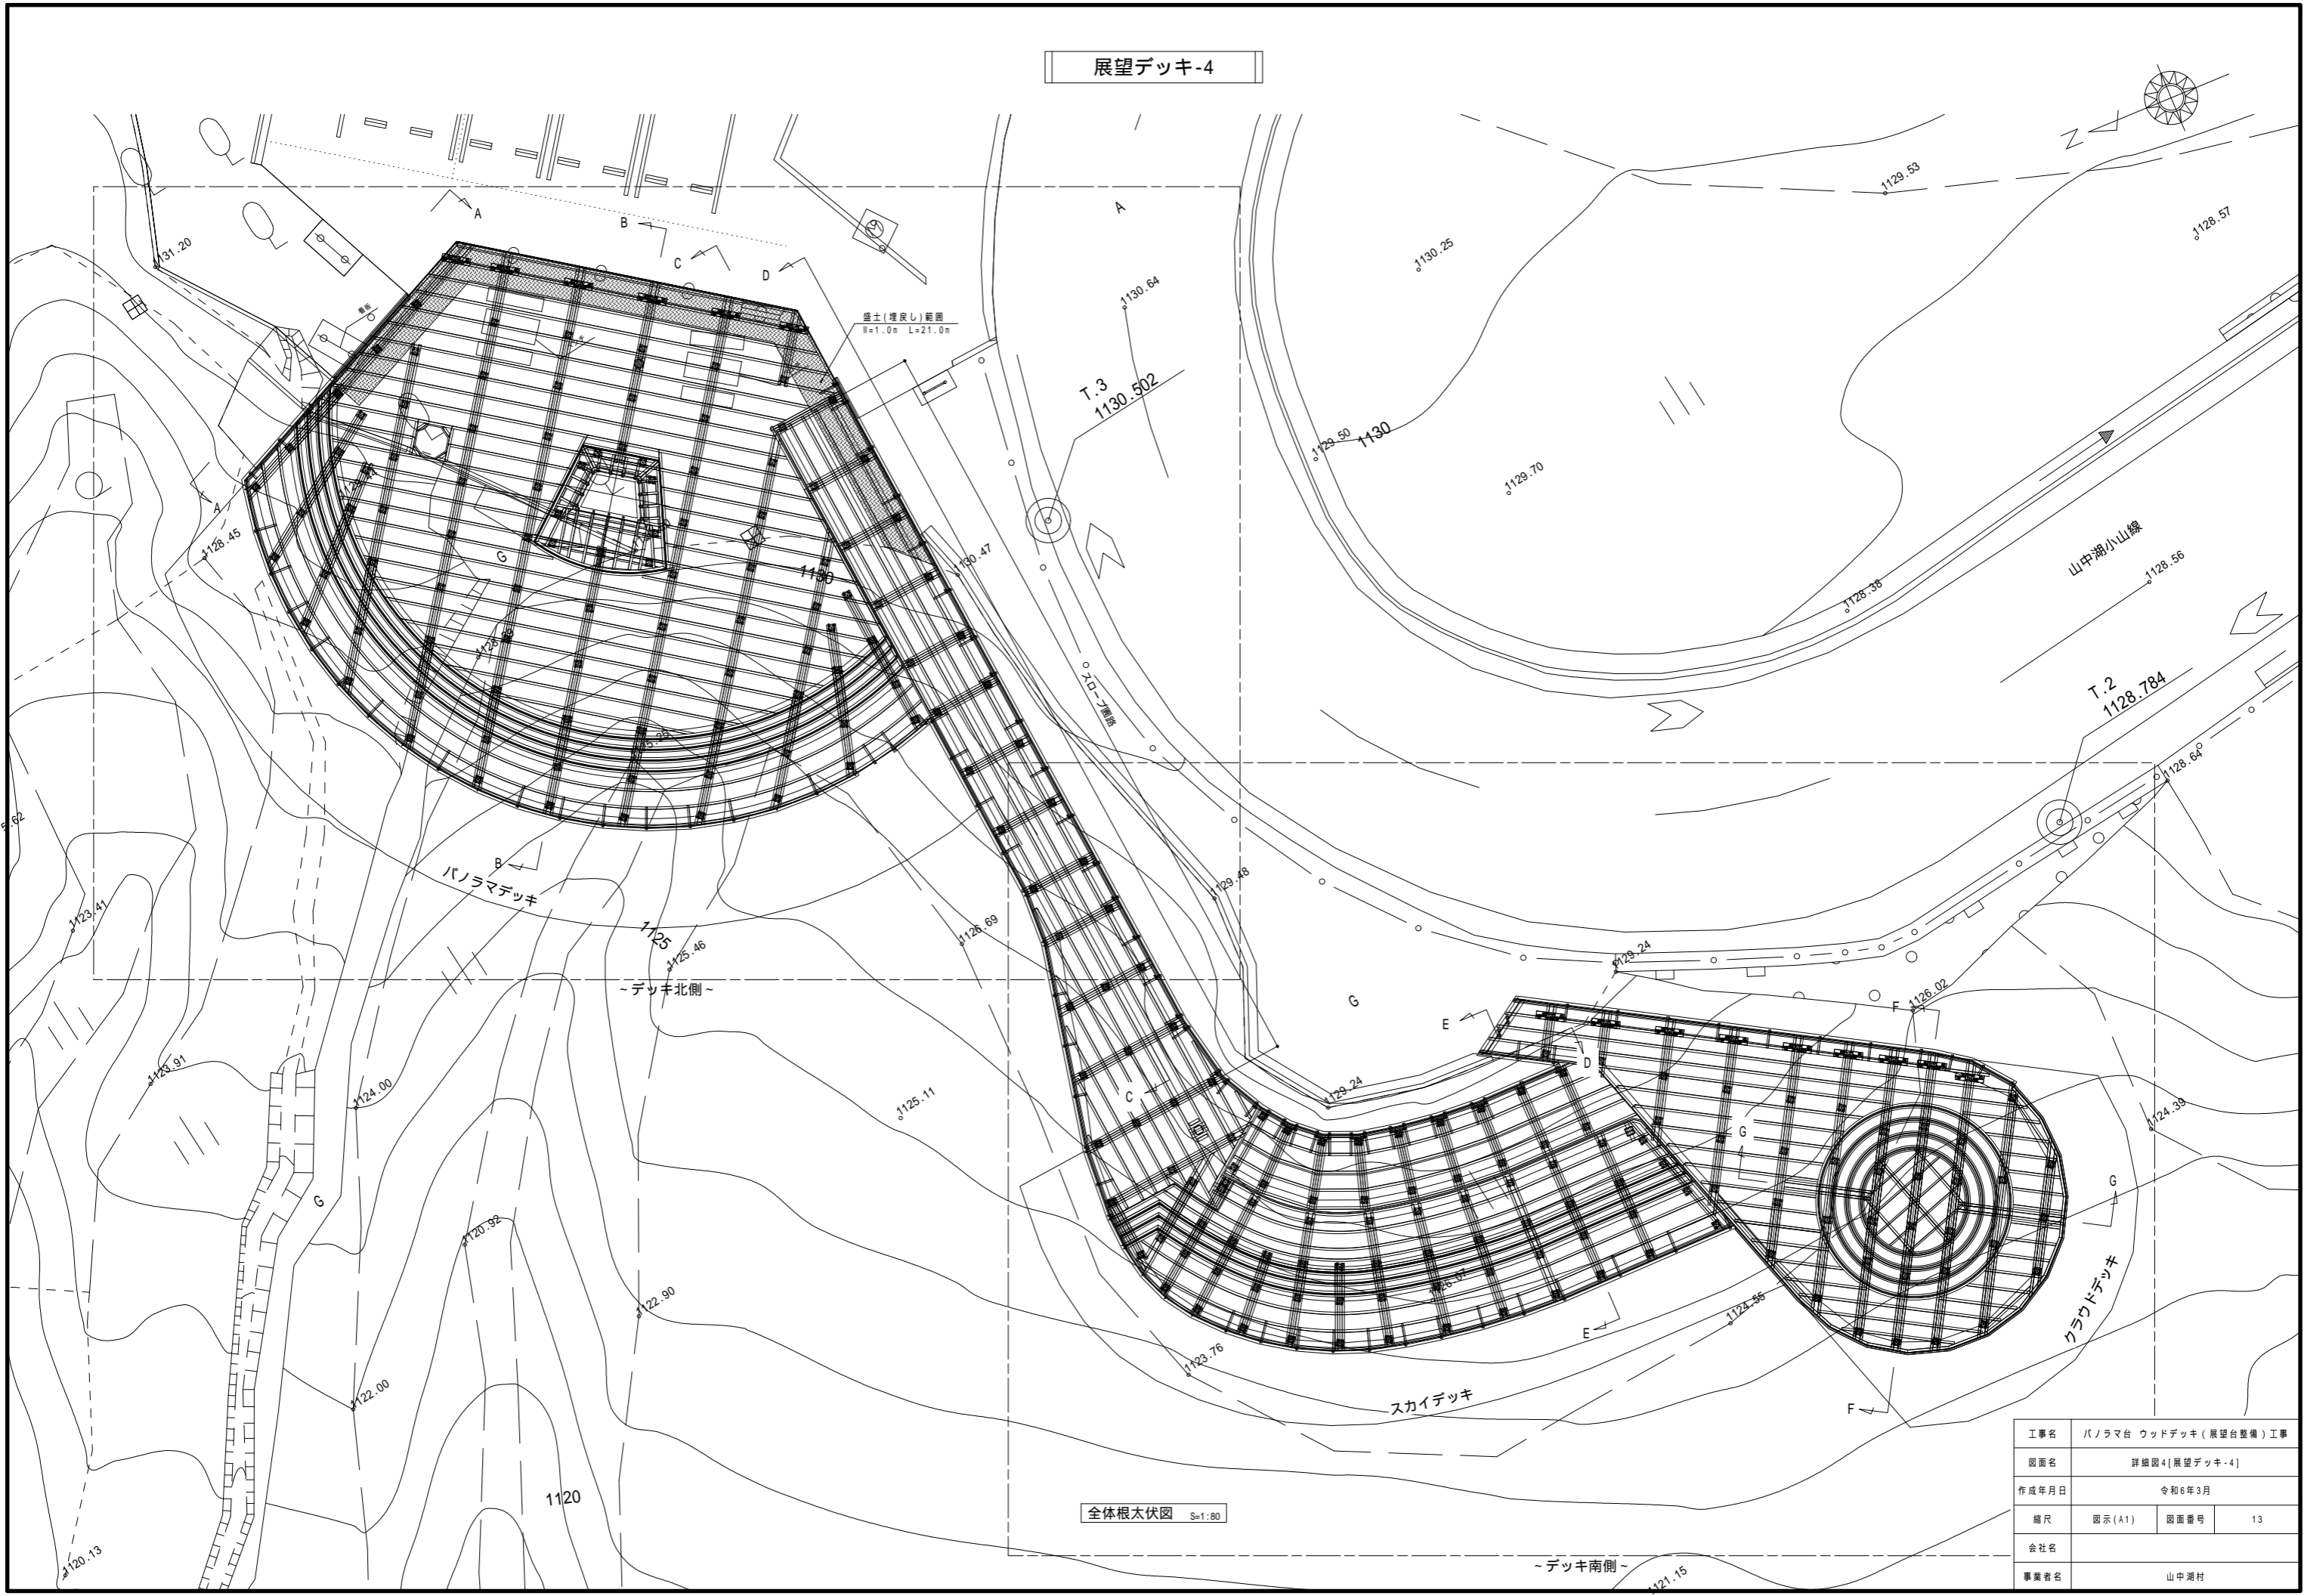 展望デッキ-4
N
1129.53
1128.57
A
A
B
C
D
1131.20
1130.25
1130.64
29
看板
盛土(埋戻し)範囲
W=1.0m L=21.0m
T.3
1130.502
1129.50
1130
1129.70
山中湖小山線
1128.56
1128.38
A
1128.45
G
1130
1130.47
スロープ園路
T.2
1128.784
1128.64
B
パノラマデッキ
1123.41
1125
1125.46
1126.69
1129.48
1129.24
~デッキ北側~
G
E
F
1126.02
D
1123.91
1124.00
1125.11
C
1129.24
G
1124.39
G
G
1120.92
1122.90
1126.07
E
1124.55
クラウドデッキ
1123.76
1122.00
スカイデッキ
F
1120
全体根太伏図 S=1:80
1120.13
~デッキ南側~
1121.15
工事名 パノラマ台 ウッドデッキ(展望台整備)工事
図面名 詳細図4[展望デッキ-4]
作成年月日 令和6年3月
縮尺 図示(A1) 図面番号 13
会社名
事業者名 山中湖村